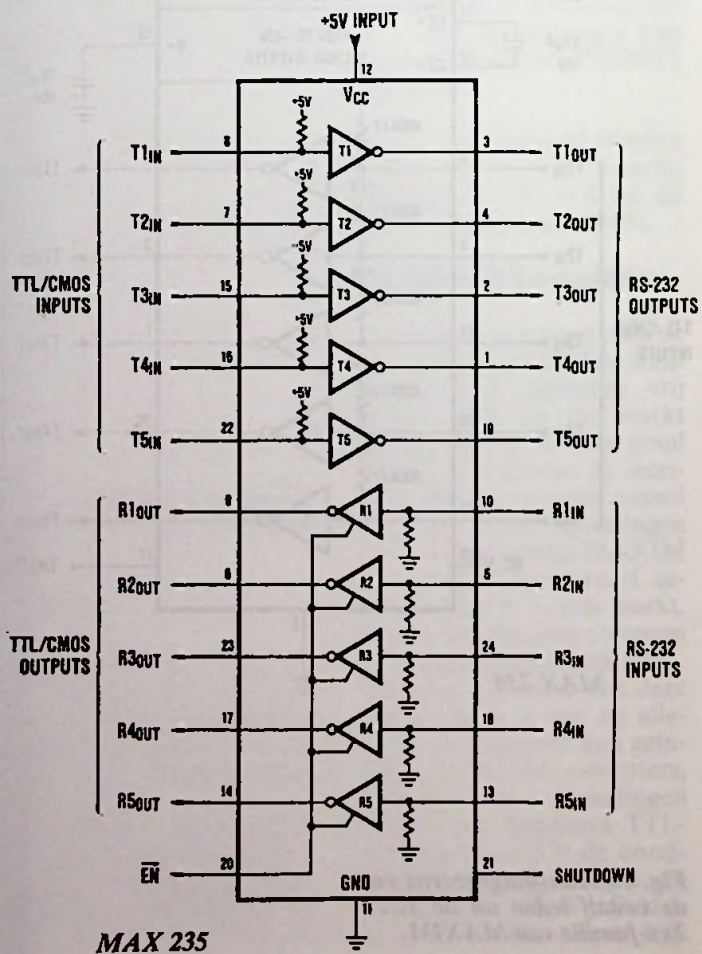 +5V INPUT
12
VCC
+5V
T1IN 8 T1 3 T1OUT
+5V
T2IN 7 T2 4 T2OUT
+5V
TTL/CMOS
INPUTS
T3IN 15 T3 2 T3OUT
RS-232
OUTPUTS
+5V
T4IN 16 T4 1 T4OUT
+5V
T5IN 22 T5 19 T5OUT
R1OUT 9 R1 10 R1IN
R2OUT 6 R2 5 R2IN
TTL/CMOS
OUTPUTS
R3OUT 23 R3 24 R3IN
RS-232
INPUTS
R4OUT 17 R4 18 R4IN
R5OUT 14 R5 13 R5IN
EN 20 21 SHUTDOWN
GND
11
MAX 235